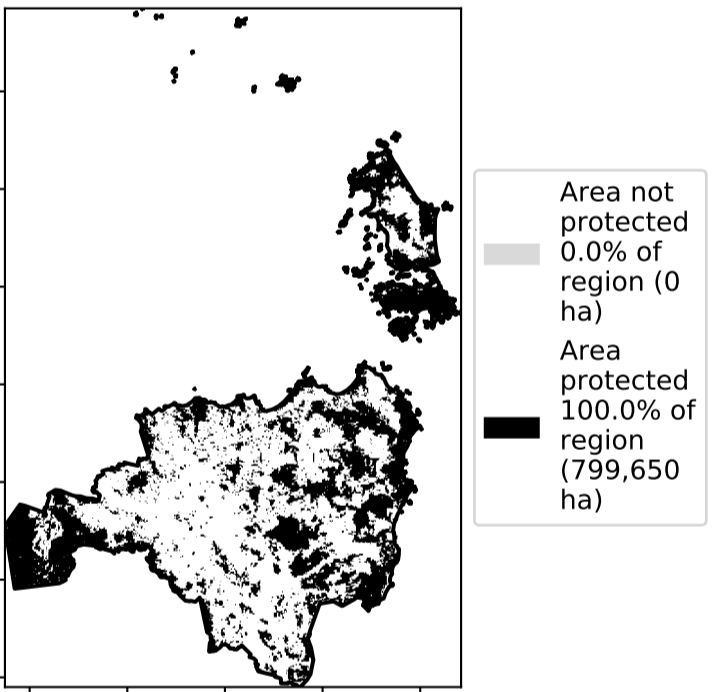 Area not
protected
0.0% of
region (0
ha)
Area
protected
100.0% of
region
(799,650
ha)